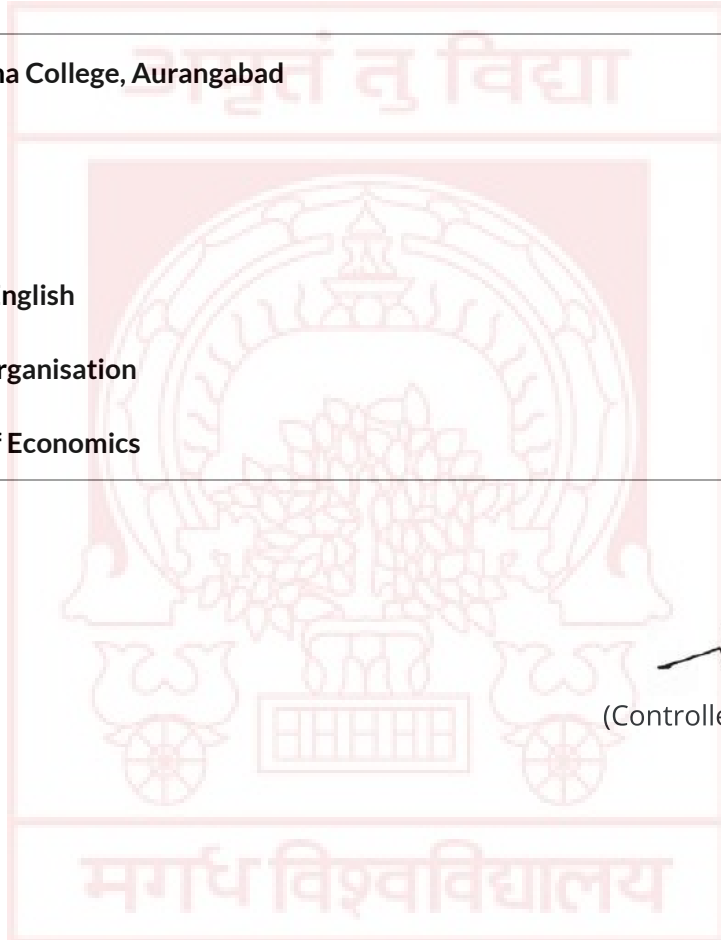 अमृतं तु विद्या
na College, Aurangabad
nglish
rganisation
f Economics
(Controlle
मगध विश्वविद्यालय